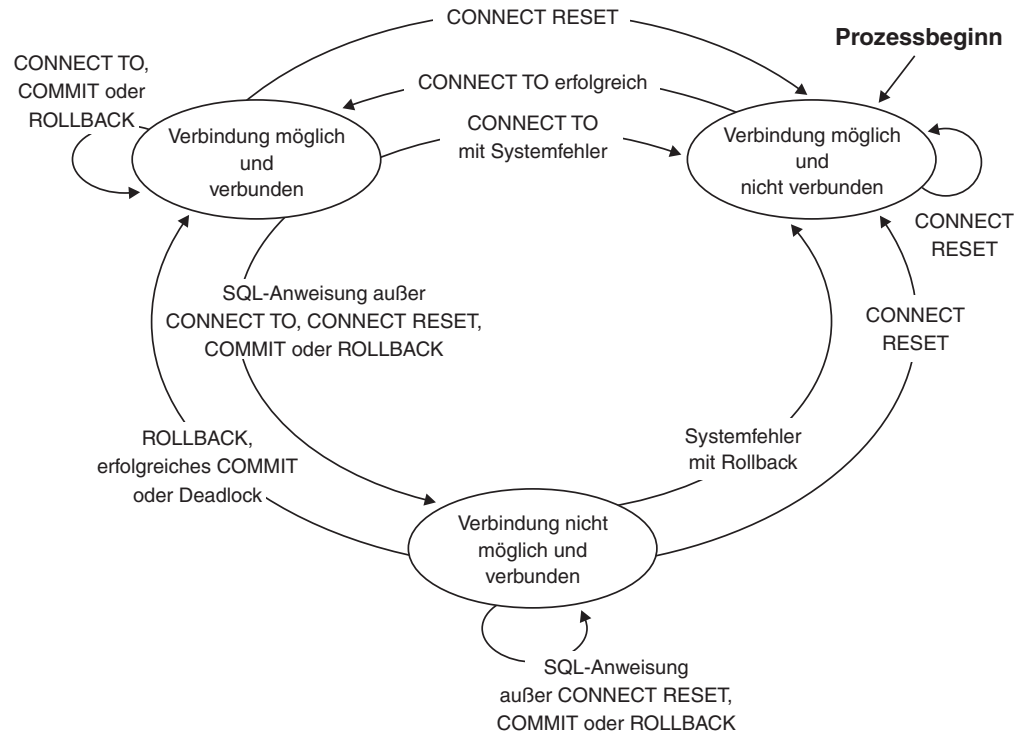 CONNECT RESET
Prozessbeginn
CONNECT TO,
COMMIT oder
ROLLBACK
CONNECT TO erfolgreich
CONNECT TO
mit Systemfehler
Verbindung möglich
und
verbunden
Verbindung möglich
und
nicht verbunden
CONNECT
RESET
SQL-Anweisung außer
CONNECT TO, CONNECT RESET,
COMMIT oder ROLLBACK
CONNECT
RESET
ROLLBACK,
erfolgreiches COMMIT
oder Deadlock
Systemfehler
mit Rollback
Verbindung nicht
möglich und
verbunden
SQL-Anweisung
außer CONNECT RESET,
COMMIT oder ROLLBACK